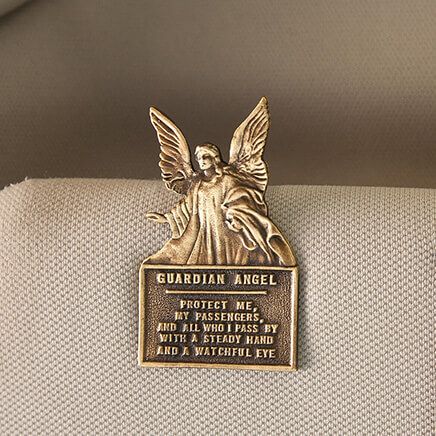 GUARDIAN ANGEL
PROTECT ME,
MY PASSENGERS,
AND ALL WHO I PASS BY
WITH A STEADY HAND
AND A WATCHFUL EYE